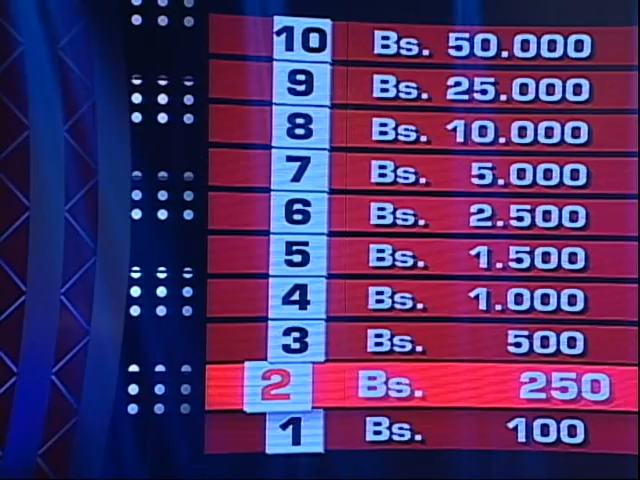 10 Bs. 50.000
9 Bs. 25.000
8 Bs. 10.000
7 Bs. 5.000
6 Bs. 2.500
5 Bs. 1.500
4 Bs. 1.000
3 Bs. 500
2 Bs. 250
1 Bs. 100